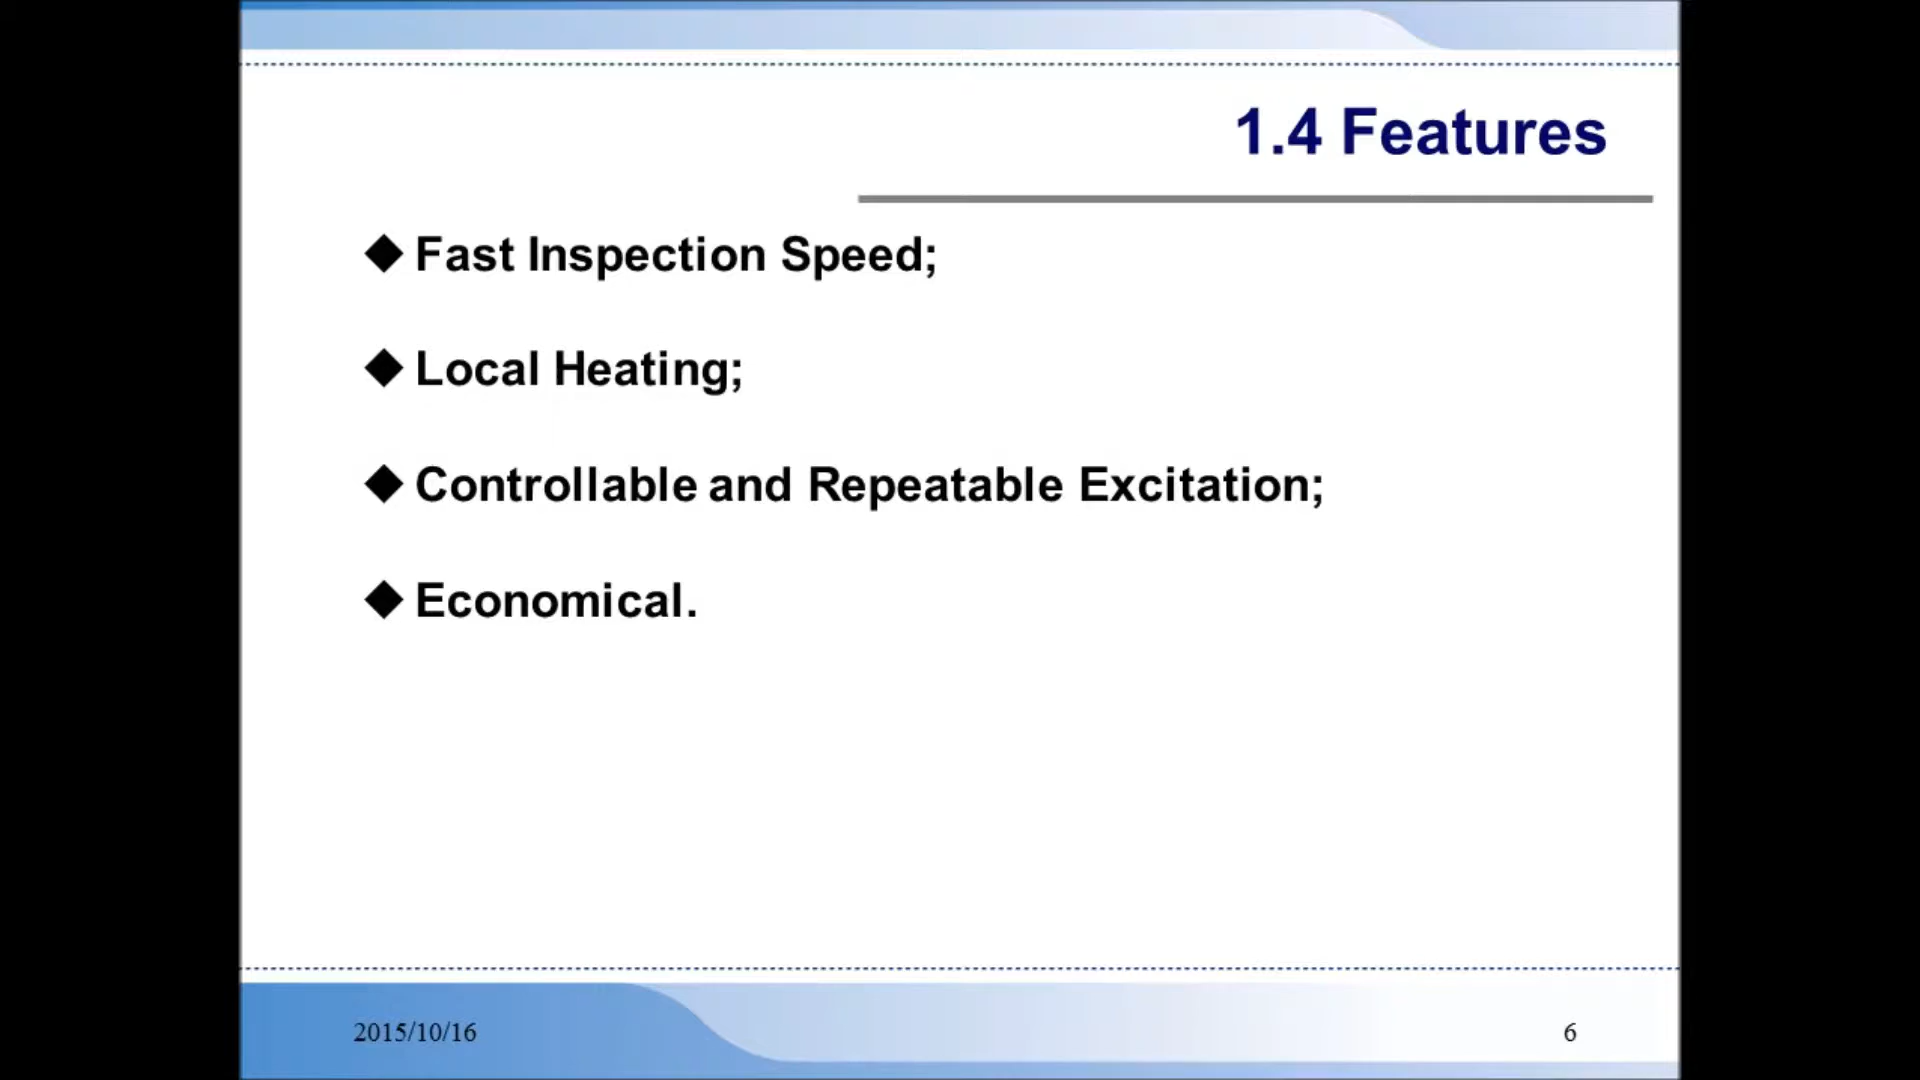 1.4 Features
◆ Fast Inspection Speed;
◆ Local Heating;
◆ Controllable and Repeatable Excitation;
◆ Economical.
2015/10/16
6